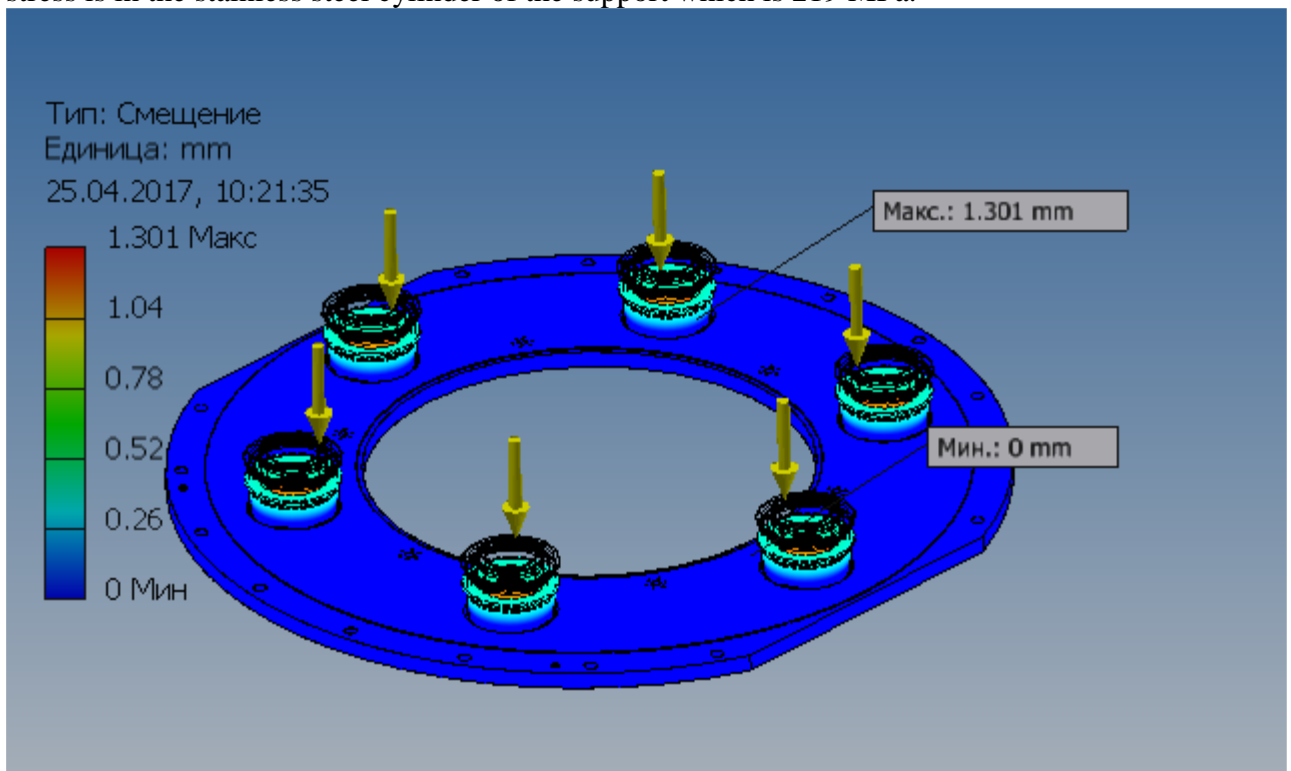 Тип: Смещение
Единица: mm
25.04.2017, 10:21:35
1.301 Макс
1.04
0.78
0.52
0.26
0 Мин
Макс.: 1.301 mm
Мин.: 0 mm